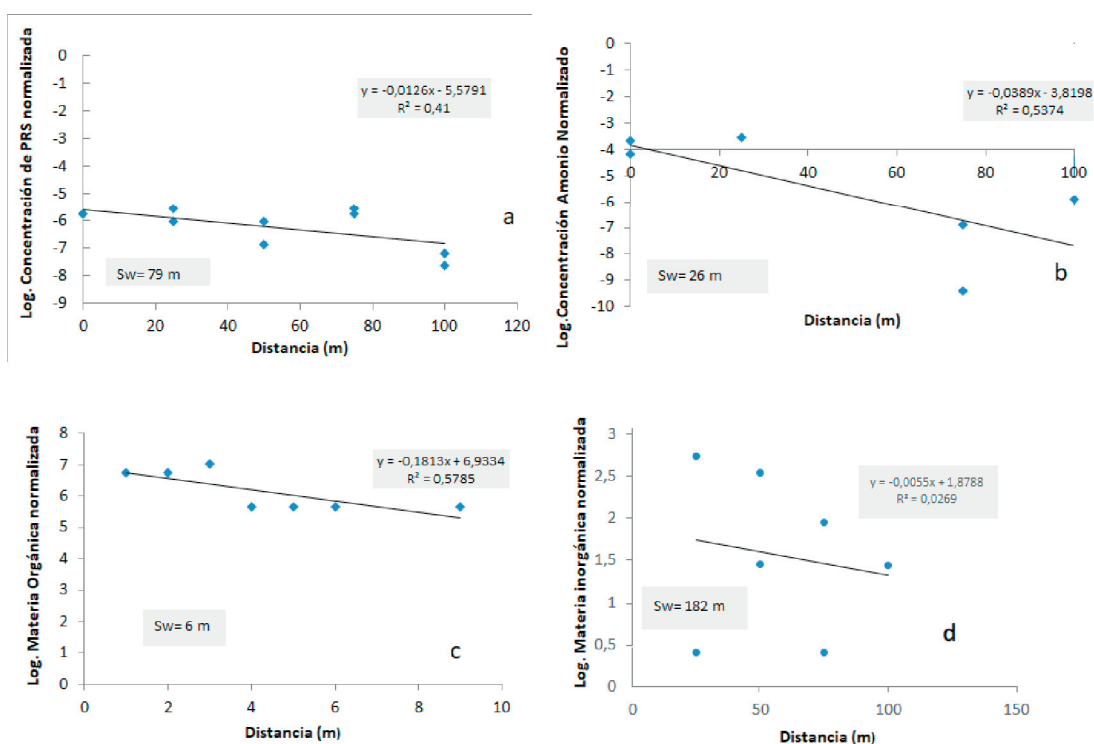 Log. Concentración de PRS normalizada
0
-1
-2
-3
-4
-5
-6
-7
-8
-9
y = -0,0126x - 5,5791
R² = 0,41
a
Sw= 79 m
0 20 40 60 80 100 120
Distancia (m)
Log.Concentración Amonio Normalizado
0
-1
-2
-3
-4
-5
-6
-7
-8
-9
-10
y = -0,0389x - 3,8198
R² = 0,5374
0 20 40 60 80 100
Sw= 26 m
b
Distancia (m)
Log. Materia Orgánica normalizada
8
7
6
5
4
3
2
1
0
y = -0,1813x + 6,9334
R² = 0,5785
Sw= 6 m
c
0 2 4 6 8 10
Distancia (m)
Log. Materia inorgánica normalizada
3
2,5
2
1,5
1
0,5
0
y = -0,0055x + 1,8788
R² = 0,0269
Sw= 182 m
d
0 50 100 150
Distancia (m)